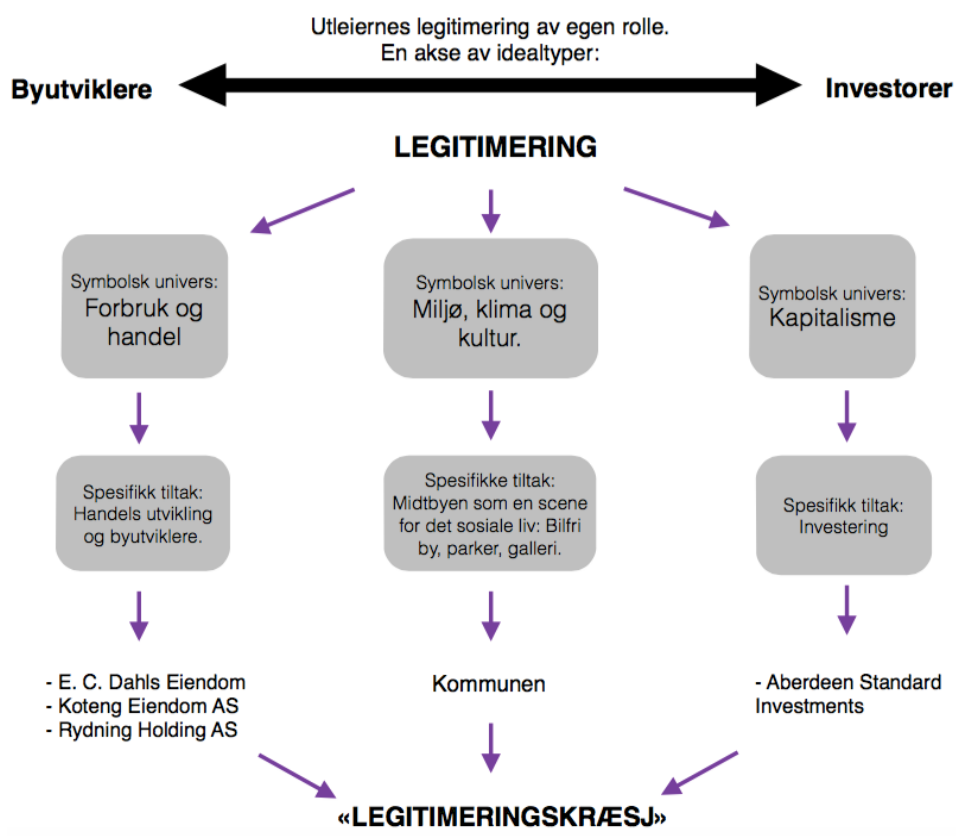 Utleiernes legitimering av egen rolle.
En akse av idealtyper:
Byutviklere
Investorer
LEGITIMERING
Symbolsk univers:
Forbruk og
handel
Symbolsk univers:
Miljø, klima og
kultur.
Symbolsk univers:
Kapitalisme
Spesifikk tiltak:
Handels utvikling
og byutviklere.
Spesifikke tiltak:
Midtbyen som en scene
for det sosiale liv: Bilfri
by, parker, galleri.
Spesifikk tiltak:
Investering
- E. C. Dahls Eiendom
- Koteng Eiendom AS
- Rydning Holding AS
Kommunen
- Aberdeen Standard
Investments
«LEGITIMERINGSKRÆSJ»